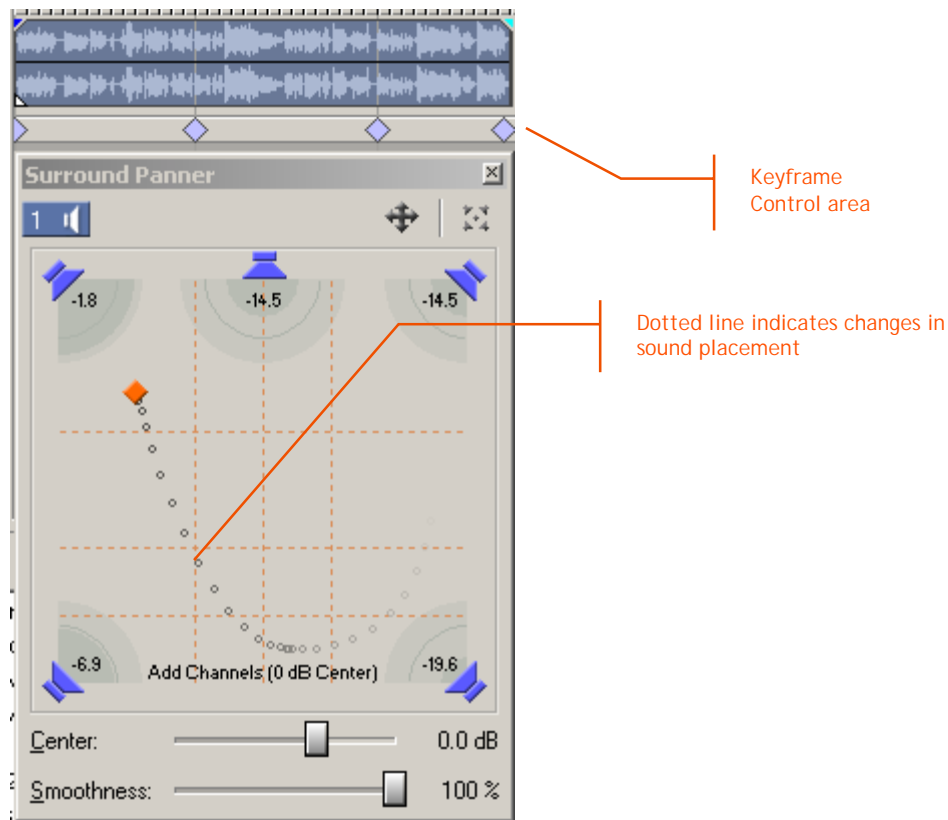 Surround Panner
1
Keyframe
Control area
-1.8
-14.5
-14.5
Dotted line indicates changes in
sound placement
-6.9
Add Channels (0 dB Center)
-19.6
Center:
0.0 dB
Smoothness:
100 %